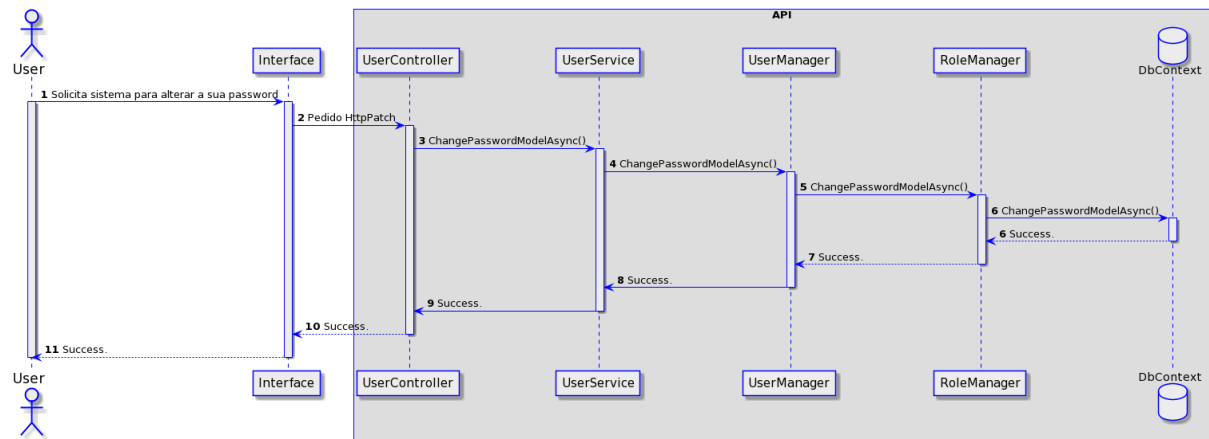 API
User
Interface
UserController
UserService
UserManager
RoleManager
DbContext
1 Solicita sistema para alterar a sua password
2 Pedido HttpPatch
3 ChangePasswordModelAsync()
4 ChangePasswordModelAsync()
5 ChangePasswordModelAsync()
6 ChangePasswordModelAsync()
6 Success.
7 Success.
8 Success.
9 Success.
10 Success.
11 Success.
User
Interface
UserController
UserService
UserManager
RoleManager
DbContext